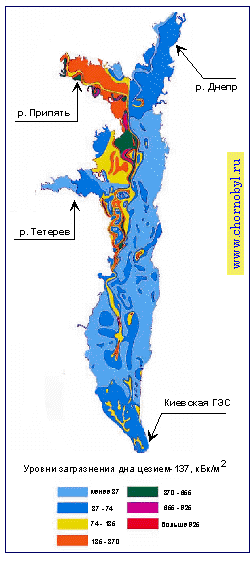 р. Днепр
р. Припять
www.chornobyl.ru
р. Тетерев
Киевская ГЭС
Уровни загрязнения дна цезием-137, кБк/м²
менее 37
370 - 555
37 - 74
555 - 925
74 - 185
больше 925
185 - 370